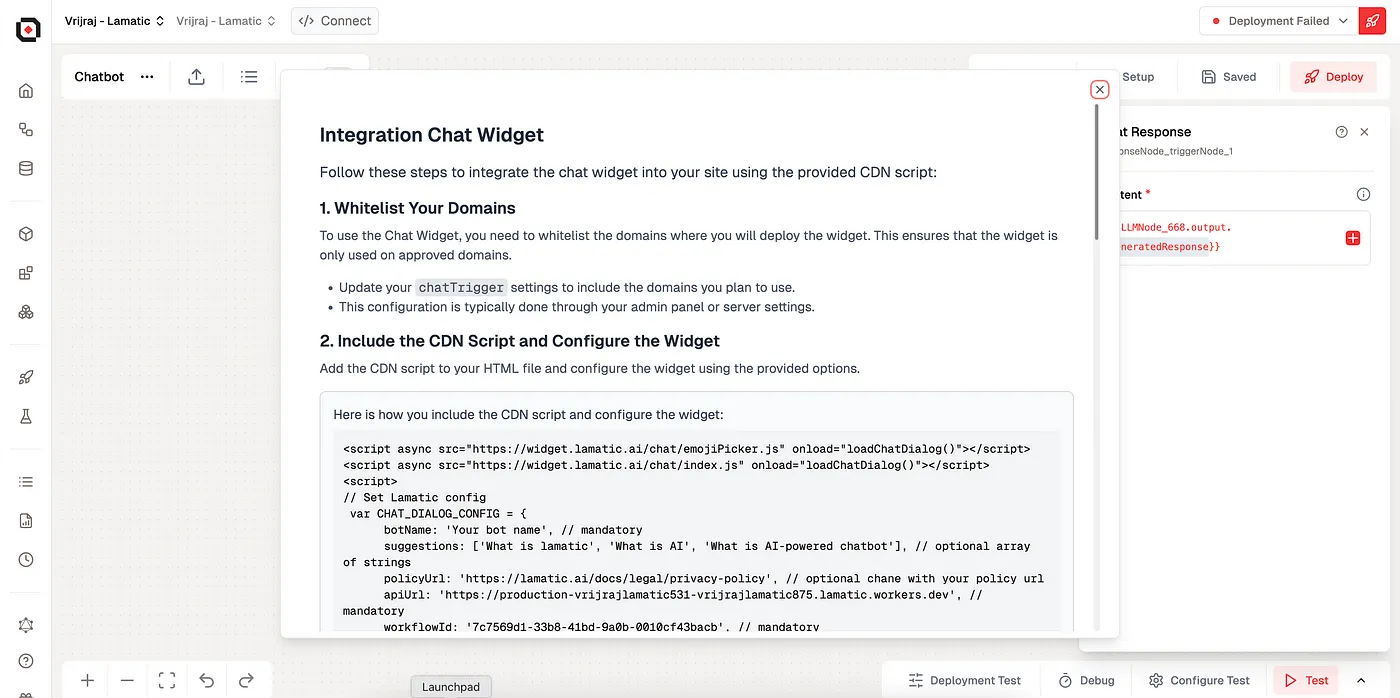 Vrijraj - Lamatic
Vrijraj - Lamatic
</> Connect
Deployment Failed
Chatbot
Setup
Saved
Deploy
Integration Chat Widget
Follow these steps to integrate the chat widget into your site using the provided CDN script:
1. Whitelist Your Domains
To use the Chat Widget, you need to whitelist the domains where you will deploy the widget. This ensures that the widget is
only used on approved domains.
• Update your chatTrigger settings to include the domains you plan to use.
• This configuration is typically done through your admin panel or server settings.
2. Include the CDN Script and Configure the Widget
Add the CDN script to your HTML file and configure the widget using the provided options.
Here is how you include the CDN script and configure the widget:
<script async src="https://widget.lamatic.ai/chat/emojiPicker.js" onload="loadChatDialog()"></script>
<script async src="https://widget.lamatic.ai/chat/index.js" onload="loadChatDialog()"></script>
<script>
// Set Lamatic config
var CHAT_DIALOG_CONFIG = {
botName: 'Your bot name', // mandatory
suggestions: ['What is lamatic', 'What is AI', 'What is AI-powered chatbot'], // optional array
of strings
policyUrl: 'https://lamatic.ai/docs/legal/privacy-policy', // optional chane with your policy url
apiUrl: 'https://production-vrijrajlamatic531-vrijrajlamatic875.lamatic.workers.dev', //
mandatory
workflowId: '7c7569d1-33b8-41bd-9a0b-0010cf43bacb', // mandatory
at Response
onseNode_triggerNode_1
tent *
LLMNode_668.output.
neratedResponse}}
Launchpad
Deployment Test
Debug
Configure Test
Test